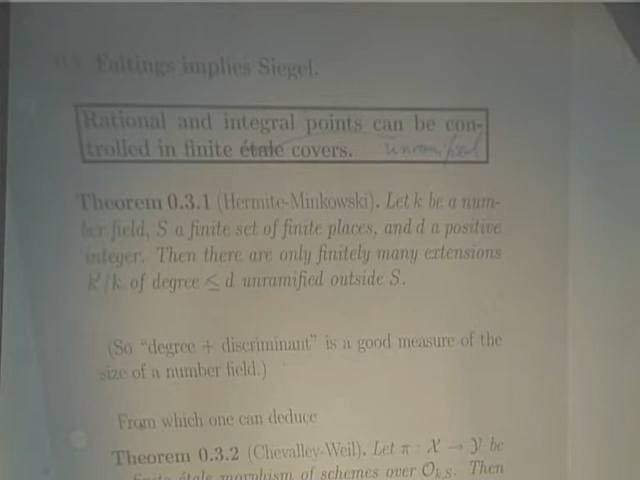 Faltings implies Siegel.
Rational and integral points can be con-
trolled in finite étale covers. unramified
Theorem 0.3.1 (Hermite-Minkowski). Let k be a num-
ber field, S a finite set of finite places, and d a positive
integer. Then there are only finitely many extensions
k'/k of degree ≤ d unramified outside S.
(So “degree + discriminant” is a good measure of the
size of a number field.)
From which one can deduce
Theorem 0.3.2 (Chevalley-Weil). Let π : 𝒳 → 𝒴 be
finite étale morphism of schemes over O_{k,S}. Then